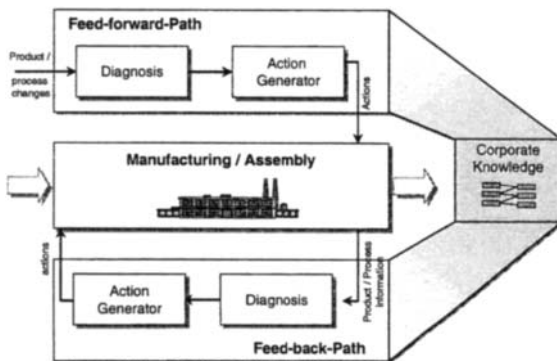 Feed-forward-Path
Product /
process
changes
Diagnosis
Action
Generator
Actions
Manufacturing / Assembly
Corporate
Knowledge
actions
Action
Generator
Diagnosis
Product / Process
information
Feed-back-Path